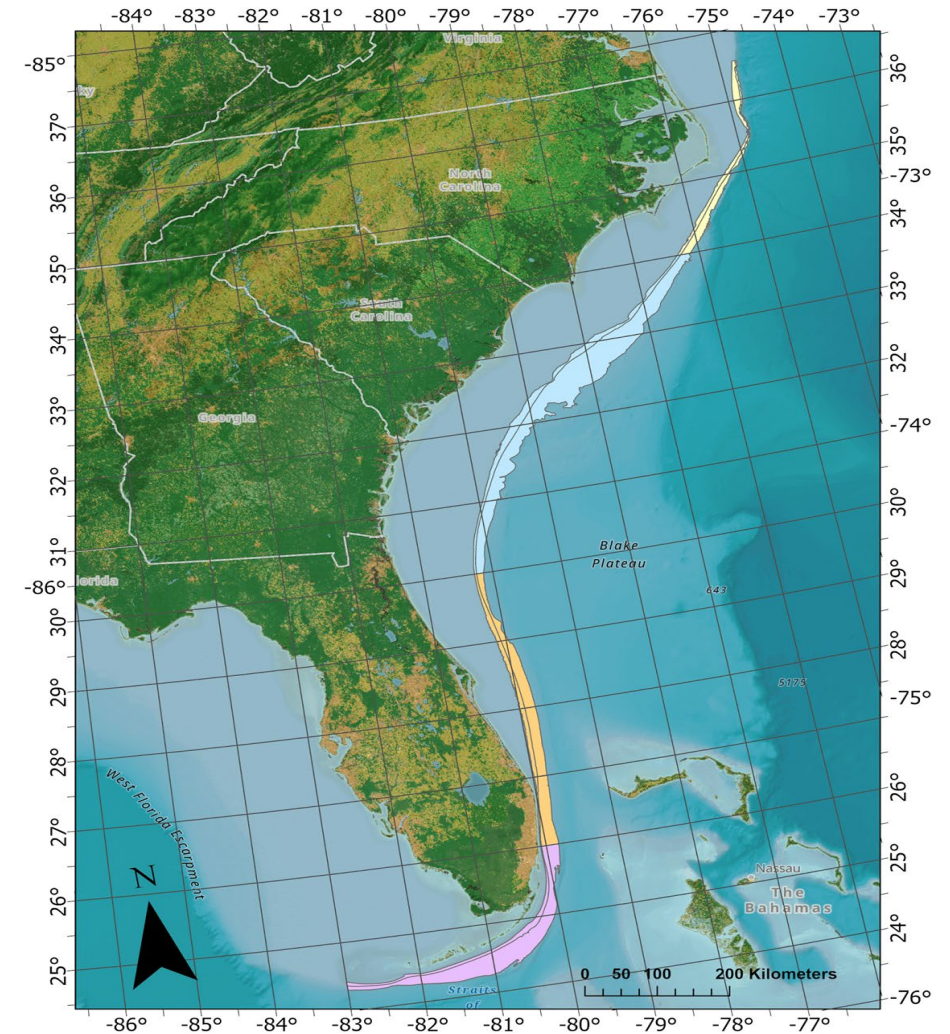 -84° -83° -82° -81° -80° -79° -78° -77° -76° -75° -74° -73°
-85°
37°
36°
35°
34°
33°
32°
31°
-86°
30°
29°
28°
27°
26°
25°
36°
35°
-73°
34°
33°
32°
-74°
30°
29°
28°
-75°
26°
25°
24°
-76°
Virginia
ky
North
Carolina
South
Carolina
Georgia
lorida
Blake
Plateau
643
5175
West Florida Escarpment
N
Nassau
The
Bahamas
0 50 100 200 Kilometers
Straits
of
-86° -85° -84° -83° -82° -81° -80° -79° -78° -77°